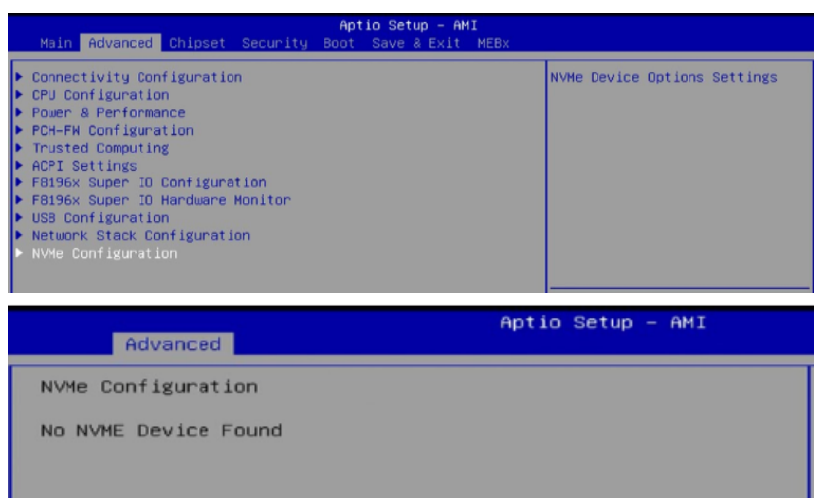 Aptio Setup - AMI
Main Advanced Chipset Security Boot Save & Exit MEBx
Connectivity Configuration
CPU Configuration
Power & Performance
PCH-FW Configuration
Trusted Computing
ACPI Settings
F8196x Super IO Configuration
F8196x Super IO Hardware Monitor
USB Configuration
Network Stack Configuration
NVMe Configuration
NVMe Device Options Settings
Aptio Setup - AMI
Advanced
NVMe Configuration
No NVME Device Found